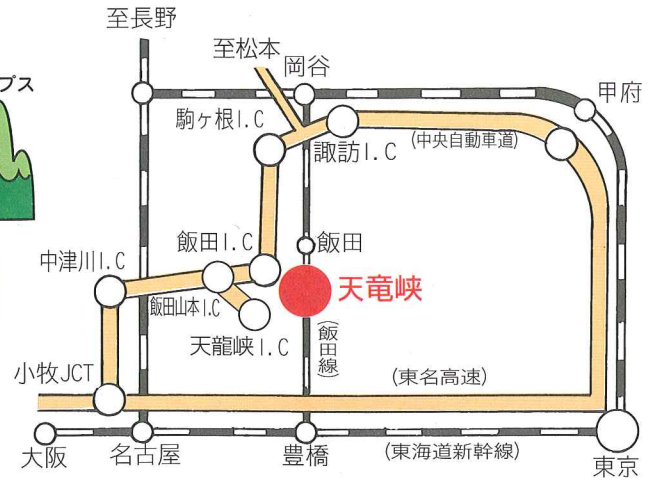 至長野
至松本
岡谷
プス
甲府
駒ヶ根I.C
諏訪I.C
(中央自動車道)
飯田I.C
飯田
中津川I.C
天竜峡
飯田山本I.C
天龍峡I.C
(飯田線)
小牧JCT
(東名高速)
大阪
名古屋
豊橋
(東海道新幹線)
東京